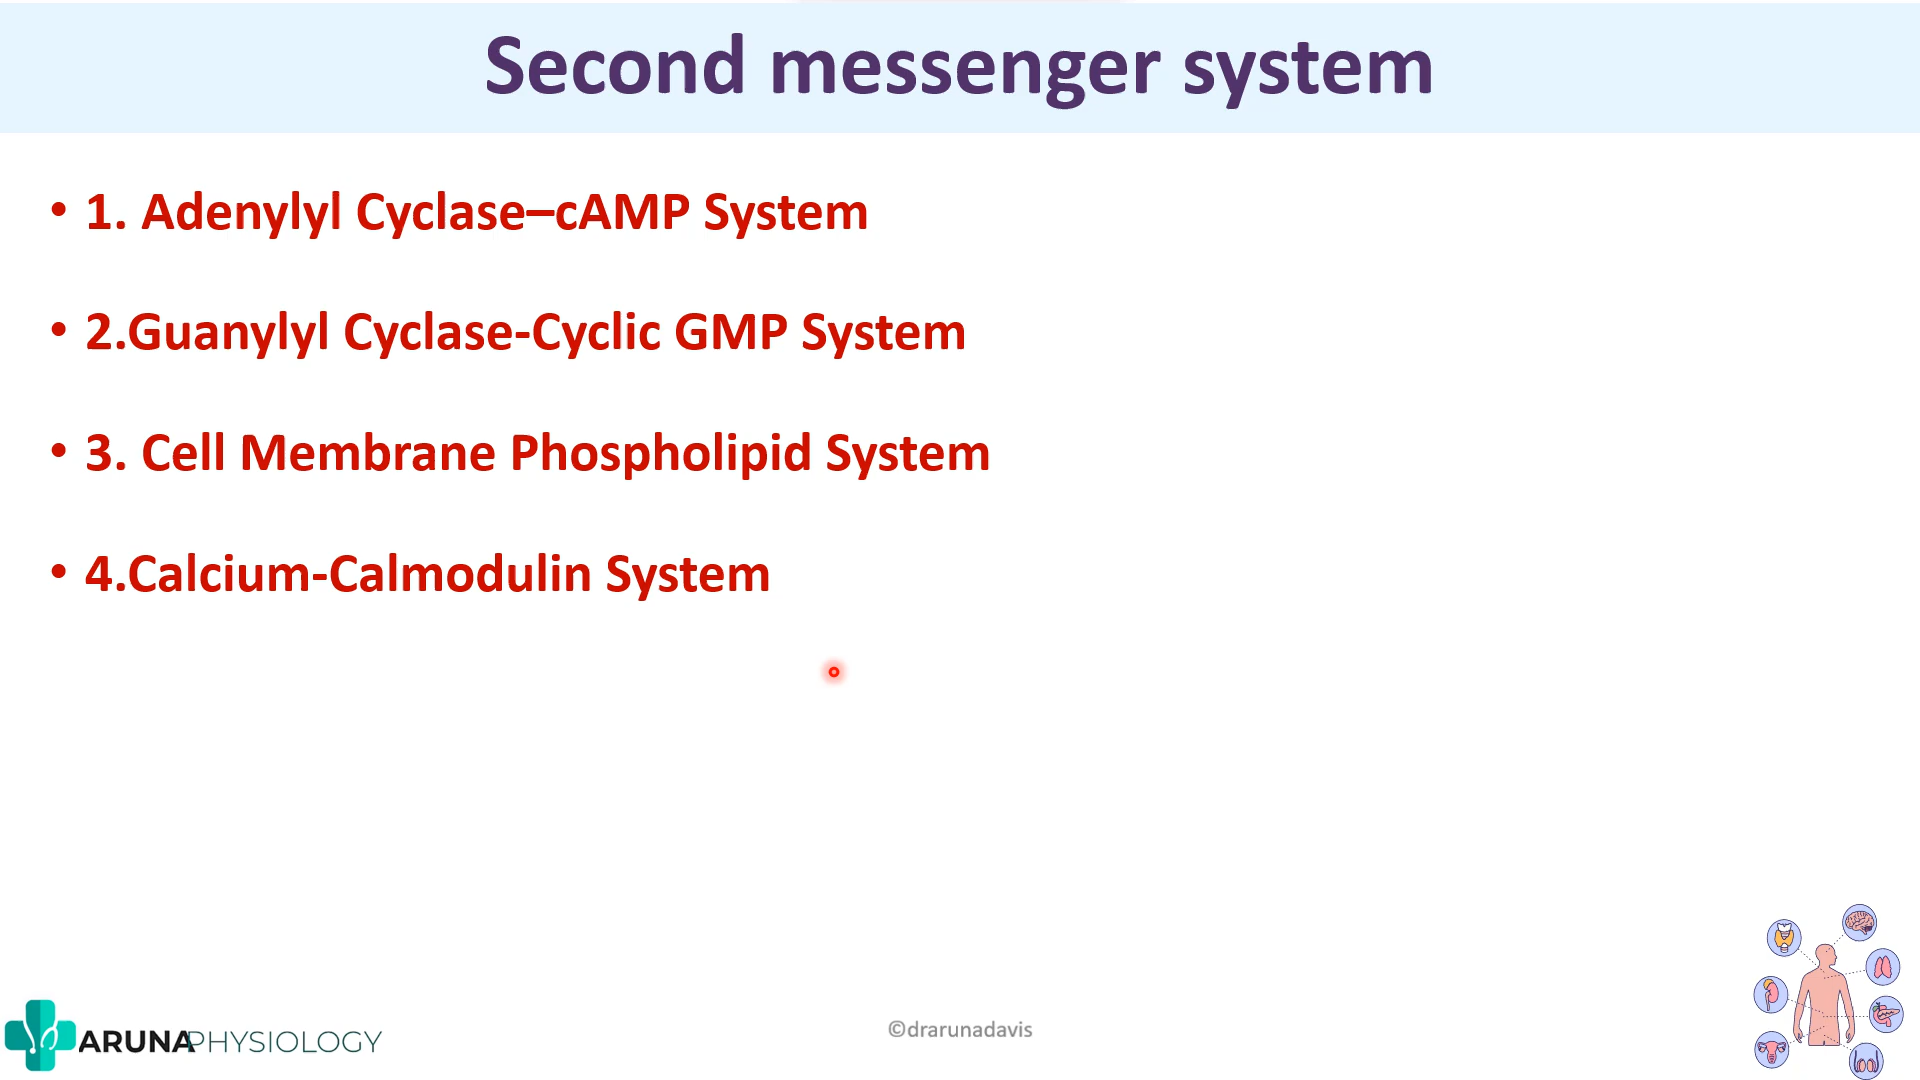 Second messenger system
• 1. Adenylyl Cyclase–cAMP System
• 2.Guanylyl Cyclase-Cyclic GMP System
• 3. Cell Membrane Phospholipid System
• 4.Calcium-Calmodulin System
ARUNAPHYSIOLOGY
©drarunadavis